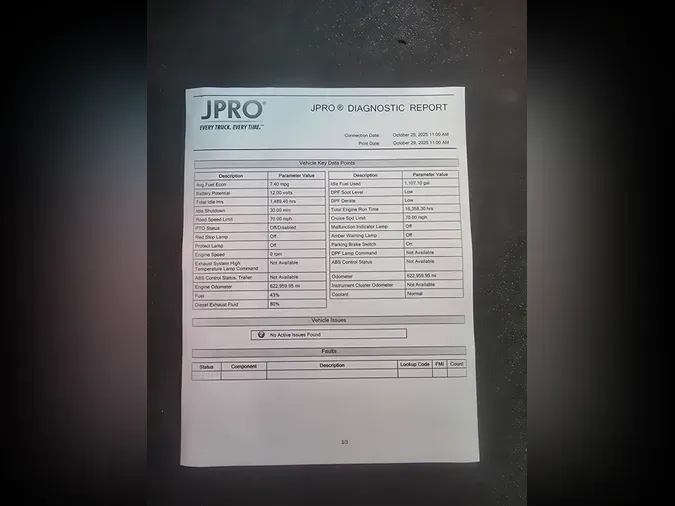 JPRO®
EVERY TRUCK. EVERY TIME.™
JPRO® DIAGNOSTIC REPORT
Connection Date: October 29, 2025 11:00 AM
Print Date: October 29, 2025 11:00 AM
Vehicle Key Data Points
Description Parameter Value
Avg Fuel Econ 7.40 mpg
Battery Potential 12.00 volts
Total Idle Hrs 1,489.40 hrs
Idle Shutdown 30.00 min
Road Speed Limit 70.00 mph
PTO Status Off/Disabled
Red Stop Lamp Off
Protect Lamp Off
Engine Speed 0 rpm
Exhaust System High
Temperature Lamp Command Not Available
ABS Control Status, Trailer Not Available
Engine Odometer 622,959.95 mi
Fuel 43%
Diesel Exhaust Fluid 80%
Description Parameter Value
Idle Fuel Used 1,107.10 gal
DPF Soot Level Low
DPF Derate Low
Total Engine Run Time 16,358.30 hrs
Cruise Spd Limit 70.00 mph
Malfunction Indicator Lamp Off
Amber Warning Lamp Off
Parking Brake Switch On
DPF Lamp Command Not Available
ABS Control Status Not Available
Odometer 622,959.95 mi
Instrument Cluster Odometer Not Available
Coolant Normal
Vehicle Issues
No Active Issues Found
Faults
Status Component Description Lookup Code FMI Count